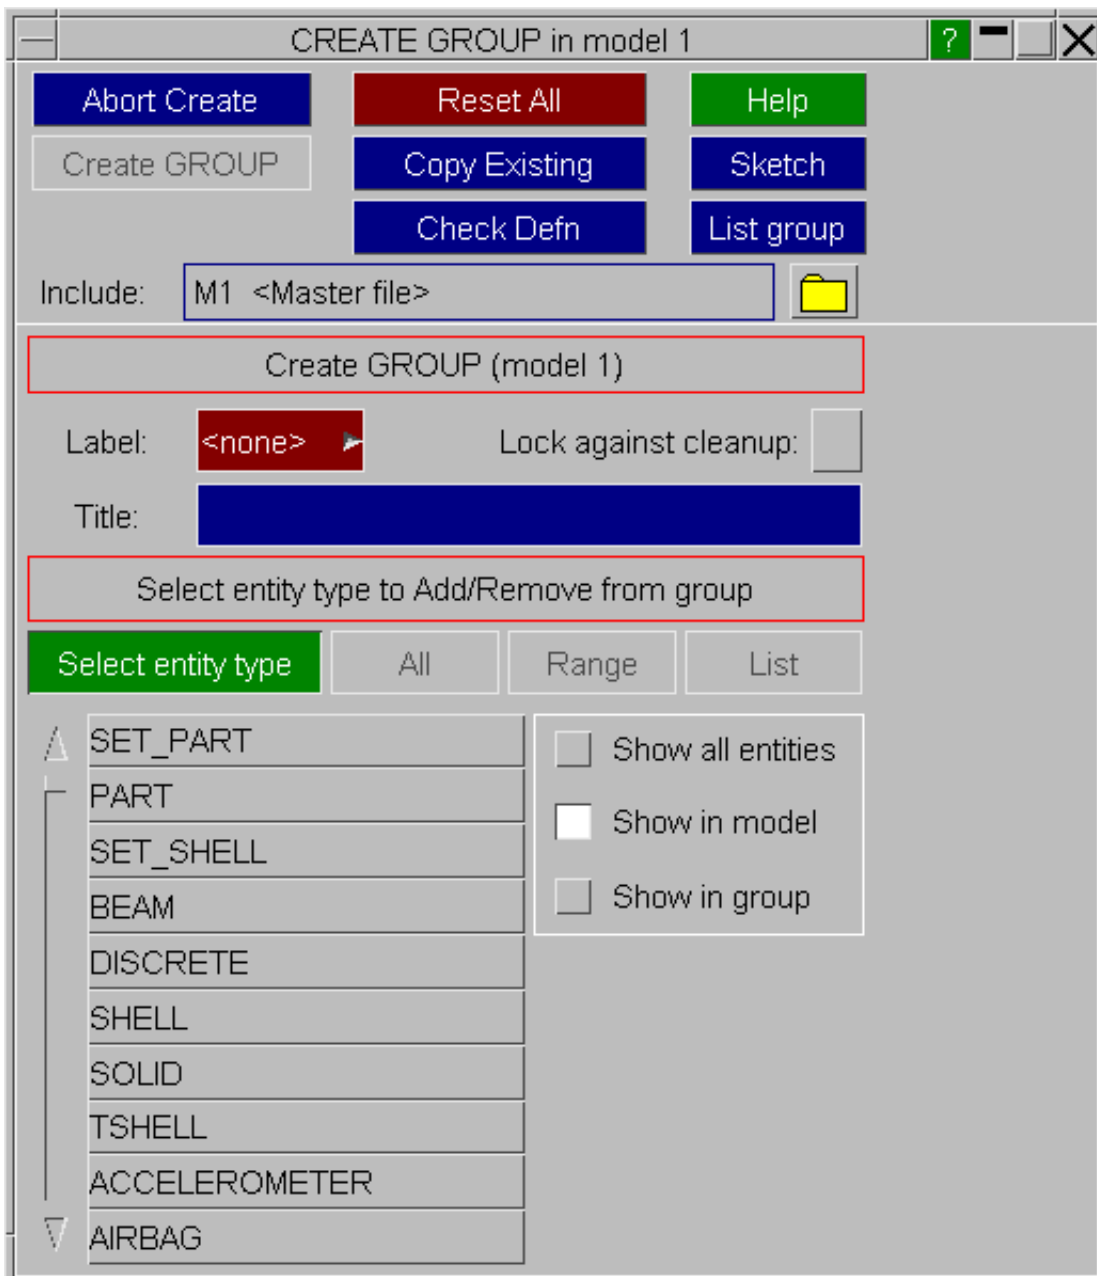 CREATE GROUP in model 1 ?
Abort Create Reset All Help
Create GROUP Copy Existing Sketch
Check Defn List group
Include: M1 <Master file>
Create GROUP (model 1)
Label: <none> Lock against cleanup:
Title:
Select entity type to Add/Remove from group
Select entity type All Range List
SET_PART
Show all entities
PART
Show in model
SET_SHELL
BEAM
Show in group
DISCRETE
SHELL
SOLID
TSHELL
ACCELEROMETER
AIRBAG